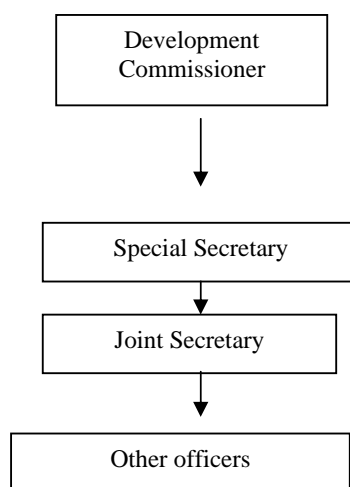 Development
Commissioner
Special Secretary
Joint Secretary
Other officers